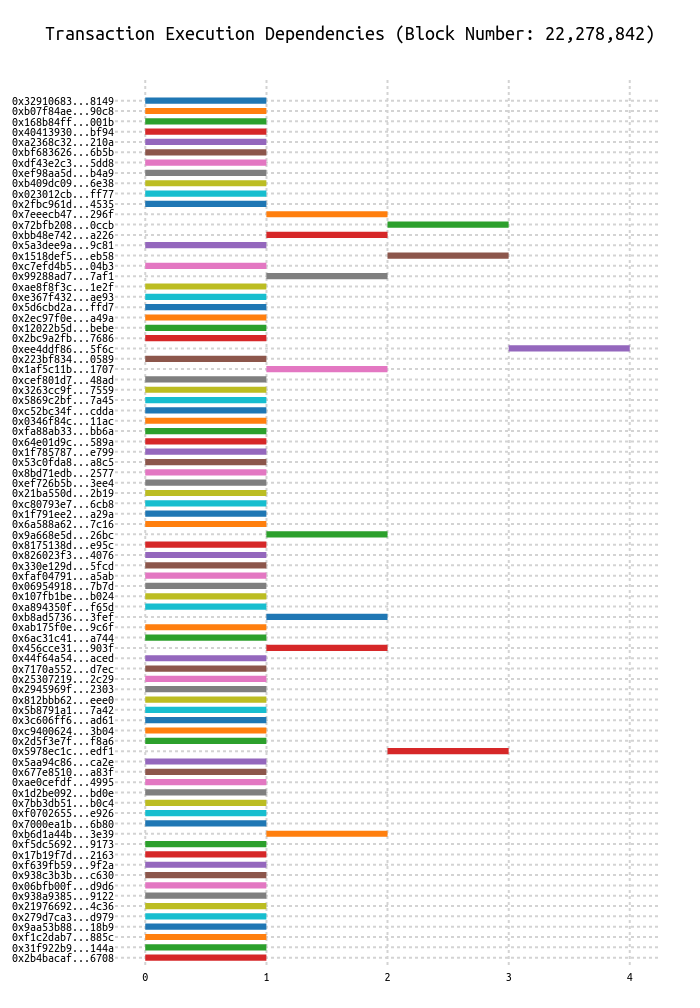 Transaction Execution Dependencies (Block Number: 22,278,842)
0x32910683...8149
0xb07f84ae...90c8
0x168b84ff...001b
0x40413930...bf94
0xa2368c32...210a
0xbf683626...6b5b
0xdf43e2c3...5dd8
0xef98aa5d...b4a9
0xb409dc09...6e38
0x023012cb...ff77
0x2fbc961d...4535
0x7eeecb47...296f
0x72bfb208...0ccb
0xbb48e742...a226
0x5a3dee9a...9c81
0x1518def5...eb58
0xc7efd4b5...04b3
0x99288ad7...7af1
0xae8f8f3c...1e2f
0xe367f432...ae93
0x5d6cbd2a...ffd7
0x2ec97f0e...a49a
0x12022b5d...bebe
0x2bc9a2fb...7686
0xee4ddf86...5f6c
0x223bf834...0589
0x1af5c11b...1707
0xcef801d7...48ad
0x3263cc9f...7559
0x5869c2bf...7a45
0xc52bc34f...cdda
0x0346f84c...11ac
0xfa88ab33...bb6a
0x64e01d9c...589a
0x1f785787...e799
0x53c0fda8...a8c5
0x8bd71edb...2577
0xef726b5b...3ee4
0x21ba550d...2b19
0xc80793e7...6cb8
0x1f791ee2...a29a
0x6a588a62...7c16
0x9a668e5d...26bc
0x8175138d...e95c
0x826023f3...4076
0x330e129d...5fcd
0xfaf04791...a5ab
0x06954918...7b7d
0x107fb1be...b024
0xa894350f...f65d
0xb8ad5736...3fef
0xab175f0e...9c6f
0x6ac31c41...a744
0x456cce31...903f
0x44f64a54...aced
0x7170a552...d7ec
0x25307219...2c29
0x2945969f...2303
0x812bbb62...eee0
0x5b8791a1...7a42
0x3c606ff6...ad61
0xc9400624...3b04
0x2d5f3e7f...f8a6
0x5978ec1c...edf1
0x5aa94c86...ca2e
0x677e8510...a83f
0xae0cefdf...4995
0x1d2be092...bd0e
0x7bb3db51...b0c4
0xf0702655...e926
0x7000ea1b...6b80
0xb6d1a44b...3e39
0xf5dc5692...9173
0x17b19f7d...2163
0xf639fb59...9f2a
0x938c3b3b...c630
0x06bfb00f...d9d6
0x938a9385...9122
0x21976692...4c36
0x279d7ca3...d979
0x9aa53b88...18b9
0xf1c2dab7...885c
0x31f922b9...144a
0x2b4bacaf...6708
0 1 2 3 4